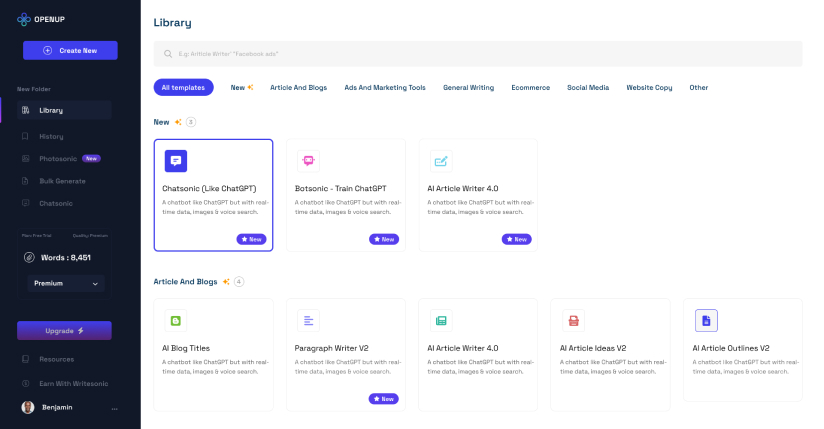 OPENUP
Create New
New Folder
Library
History
Photosonic New
Bulk Generate
Chatsonic
Plan: Free Trial Quality: Premium
Words : 8,451
Premium
Upgrade
Resources
Earn With Writesonic
Benjamin ...
Library
E.g: Article Writer" "Facebook ads"
All templates New Article And Blogs Ads And Marketing Tools General Writing Ecommerce Social Media Website Copy Other
New 3
Chatsonic (Like ChatGPT)
A chatbot like ChatGPT but with real-
time data, images & voice search.
New
Botsonic - Train ChatGPT
A chatbot like ChatGPT but with real-
time data, images & voice search.
New
AI Article Writer 4.0
A chatbot like ChatGPT but with real-
time data, images & voice search.
New
Article And Blogs 4
AI Blog Titles
A chatbot like ChatGPT but with real-
time data, images & voice search.
Paragraph Writer V2
A chatbot like ChatGPT but with real-
time data, images & voice search.
New
AI Article Writer 4.0
A chatbot like ChatGPT but with real-
time data, images & voice search.
AI Article Ideas V2
A chatbot like ChatGPT but with real-
time data, images & voice search.
AI Article Outlines V2
A chatbot like ChatGPT but with real-
time data, images & voice search.